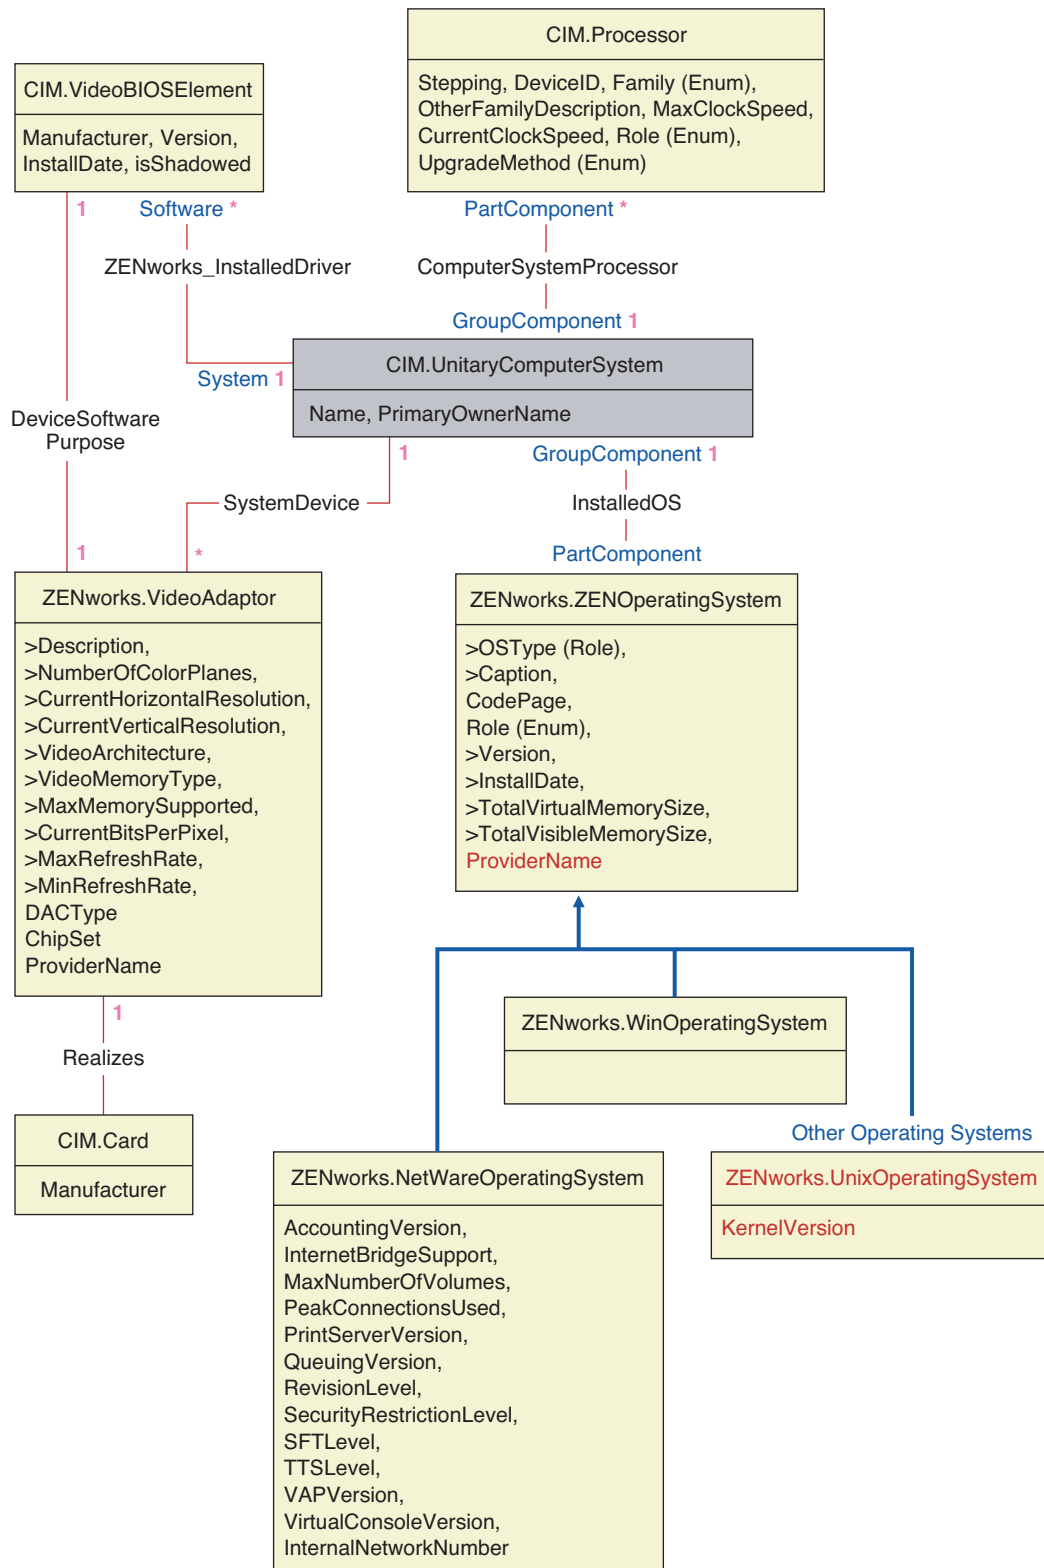 CIM.Processor
Stepping, DeviceID, Family (Enum),
OtherFamilyDescription, MaxClockSpeed,
CurrentClockSpeed, Role (Enum),
UpgradeMethod (Enum)
CIM.VideoBIOSElement
Manufacturer, Version,
InstallDate, isShadowed
1
Software *
PartComponent *
ZENworks_InstalledDriver
ComputerSystemProcessor
GroupComponent 1
System 1
CIM.UnitaryComputerSystem
Name, PrimaryOwnerName
DeviceSoftware
Purpose
1
GroupComponent 1
SystemDevice
InstalledOS
1
*
PartComponent
ZENworks.VideoAdaptor
>Description,
>NumberOfColorPlanes,
>CurrentHorizontalResolution,
>CurrentVerticalResolution,
>VideoArchitecture,
>VideoMemoryType,
>MaxMemorySupported,
>CurrentBitsPerPixel,
>MaxRefreshRate,
>MinRefreshRate,
DACType
ChipSet
ProviderName
ZENworks.ZENOperatingSystem
>OSType (Role),
>Caption,
CodePage,
Role (Enum),
>Version,
>InstallDate,
>TotalVirtualMemorySize,
>TotalVisibleMemorySize,
ProviderName
1
Realizes
CIM.Card
Manufacturer
ZENworks.WinOperatingSystem
Other Operating Systems
ZENworks.NetWareOperatingSystem
AccountingVersion,
InternetBridgeSupport,
MaxNumberOfVolumes,
PeakConnectionsUsed,
PrintServerVersion,
QueuingVersion,
RevisionLevel,
SecurityRestrictionLevel,
SFTLevel,
TTSLevel,
VAPVersion,
VirtualConsoleVersion,
InternalNetworkNumber
ZENworks.UnixOperatingSystem
KernelVersion